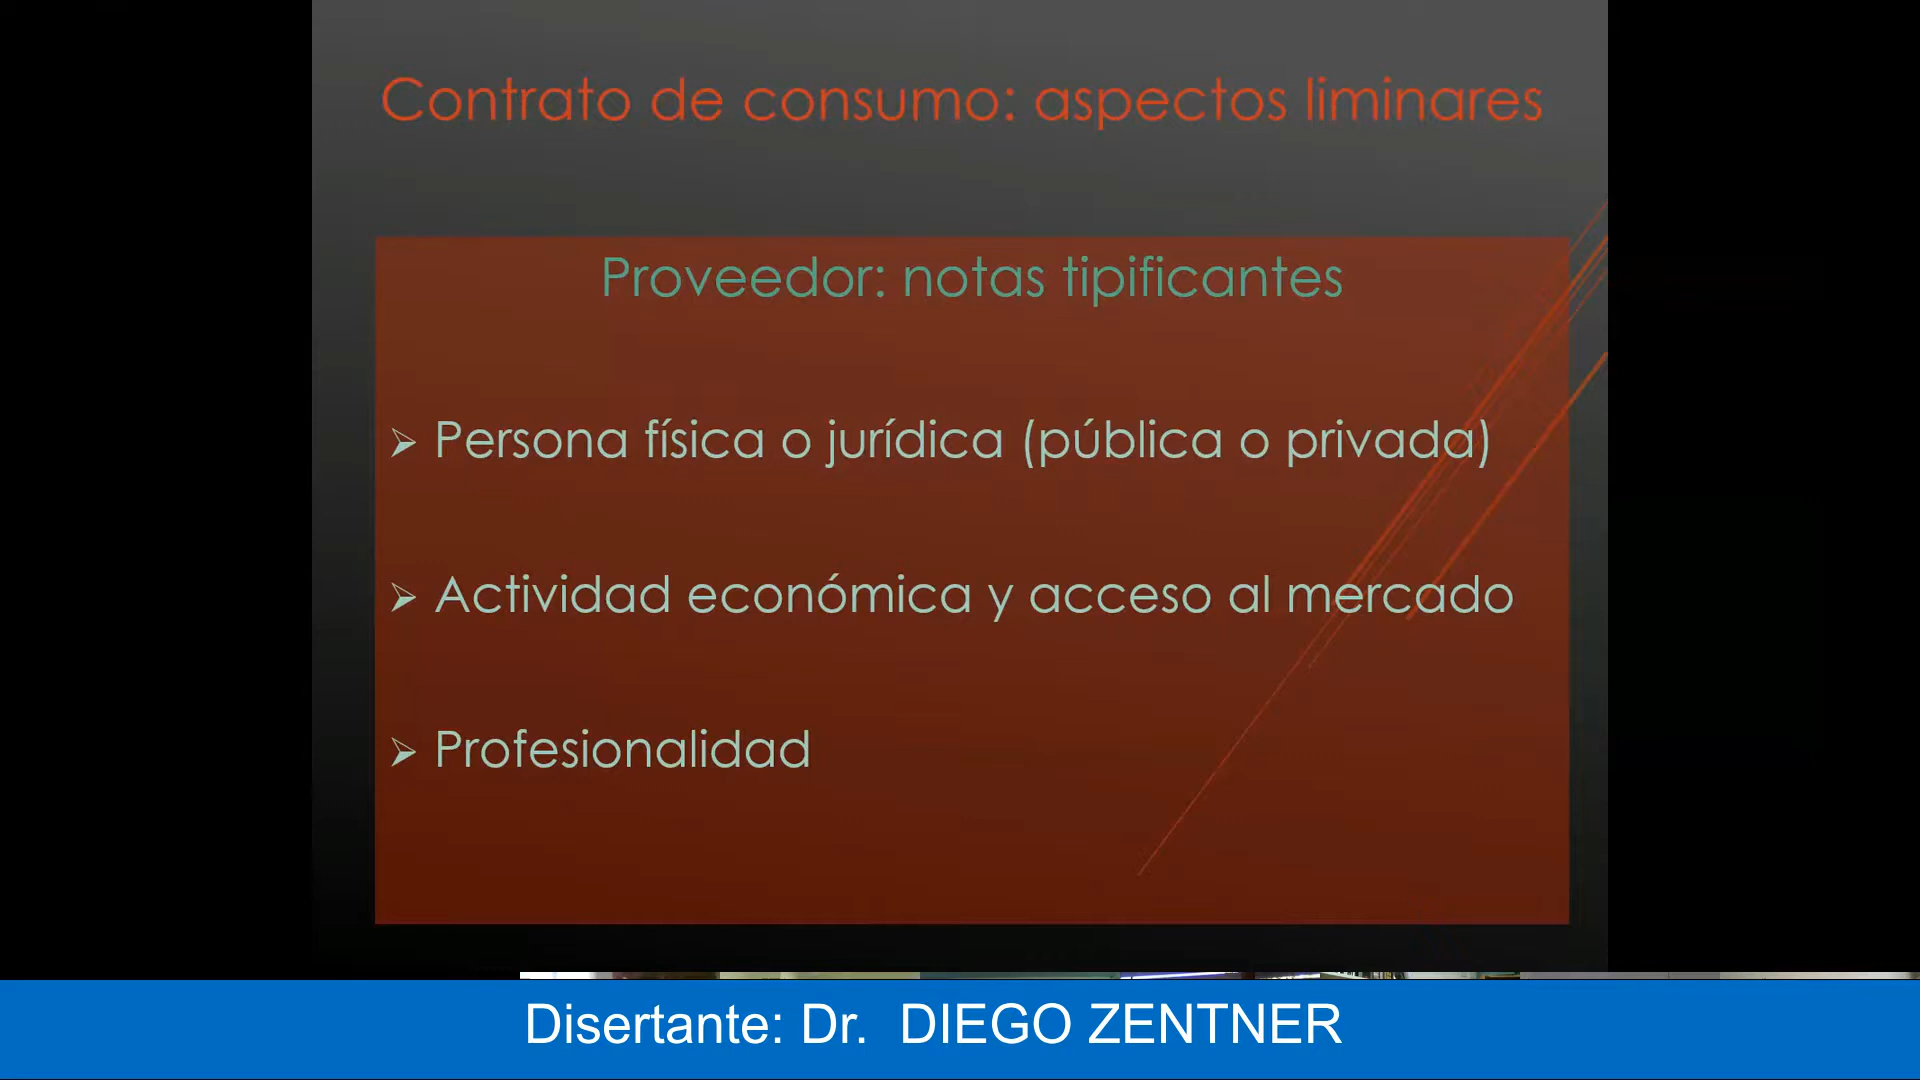 Contrato de consumo: aspectos liminares
Proveedor: notas tipificantes
➢ Persona física o jurídica (pública o privada)
➢ Actividad económica y acceso al mercado
➢ Profesionalidad
Disertante: Dr.  DIEGO ZENTNER